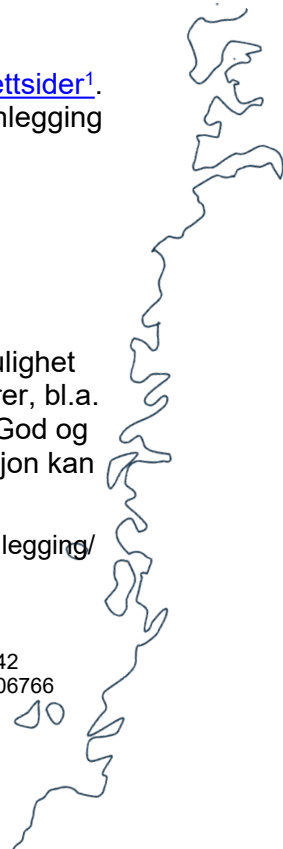 ettsider¹.
nlegging
ulighet
rer, bl.a.
God og
jon kan
legging/
42
06766